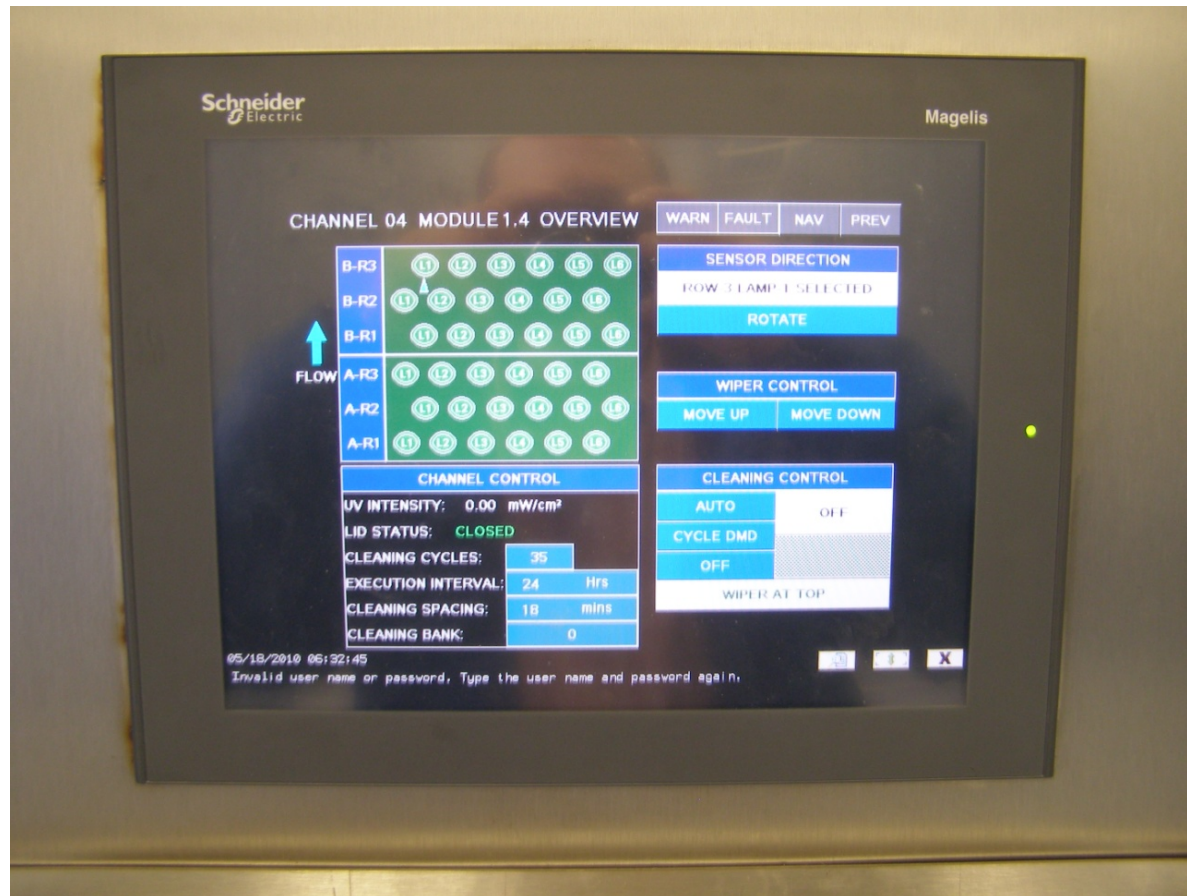 Schneider
Electric
Magelis
CHANNEL 04 MODULE 1.4 OVERVIEW
WARN FAULT NAV PREV
B-R3 L1 L2 L3 L4 L5 L6
B-R2 L1 L2 L3 L4 L5 L6
B-R1 L1 L2 L3 L4 L5 L6
FLOW
A-R3 L1 L2 L3 L4 L5 L6
A-R2 L1 L2 L3 L4 L5 L6
A-R1 L1 L2 L3 L4 L5 L6
SENSOR DIRECTION
ROW 3 LAMP 1 SELECTED
ROTATE
WIPER CONTROL
MOVE UP MOVE DOWN
CHANNEL CONTROL
UV INTENSITY: 0.00 mW/cm²
LID STATUS: CLOSED
CLEANING CYCLES: 35
EXECUTION INTERVAL: 24 Hrs
CLEANING SPACING: 18 mins
CLEANING BANK: 0
CLEANING CONTROL
AUTO OFF
CYCLE DMD
OFF
WIPER AT TOP
05/18/2010 06:32:45
Invalid user name or password, Type the user name and password again.
X